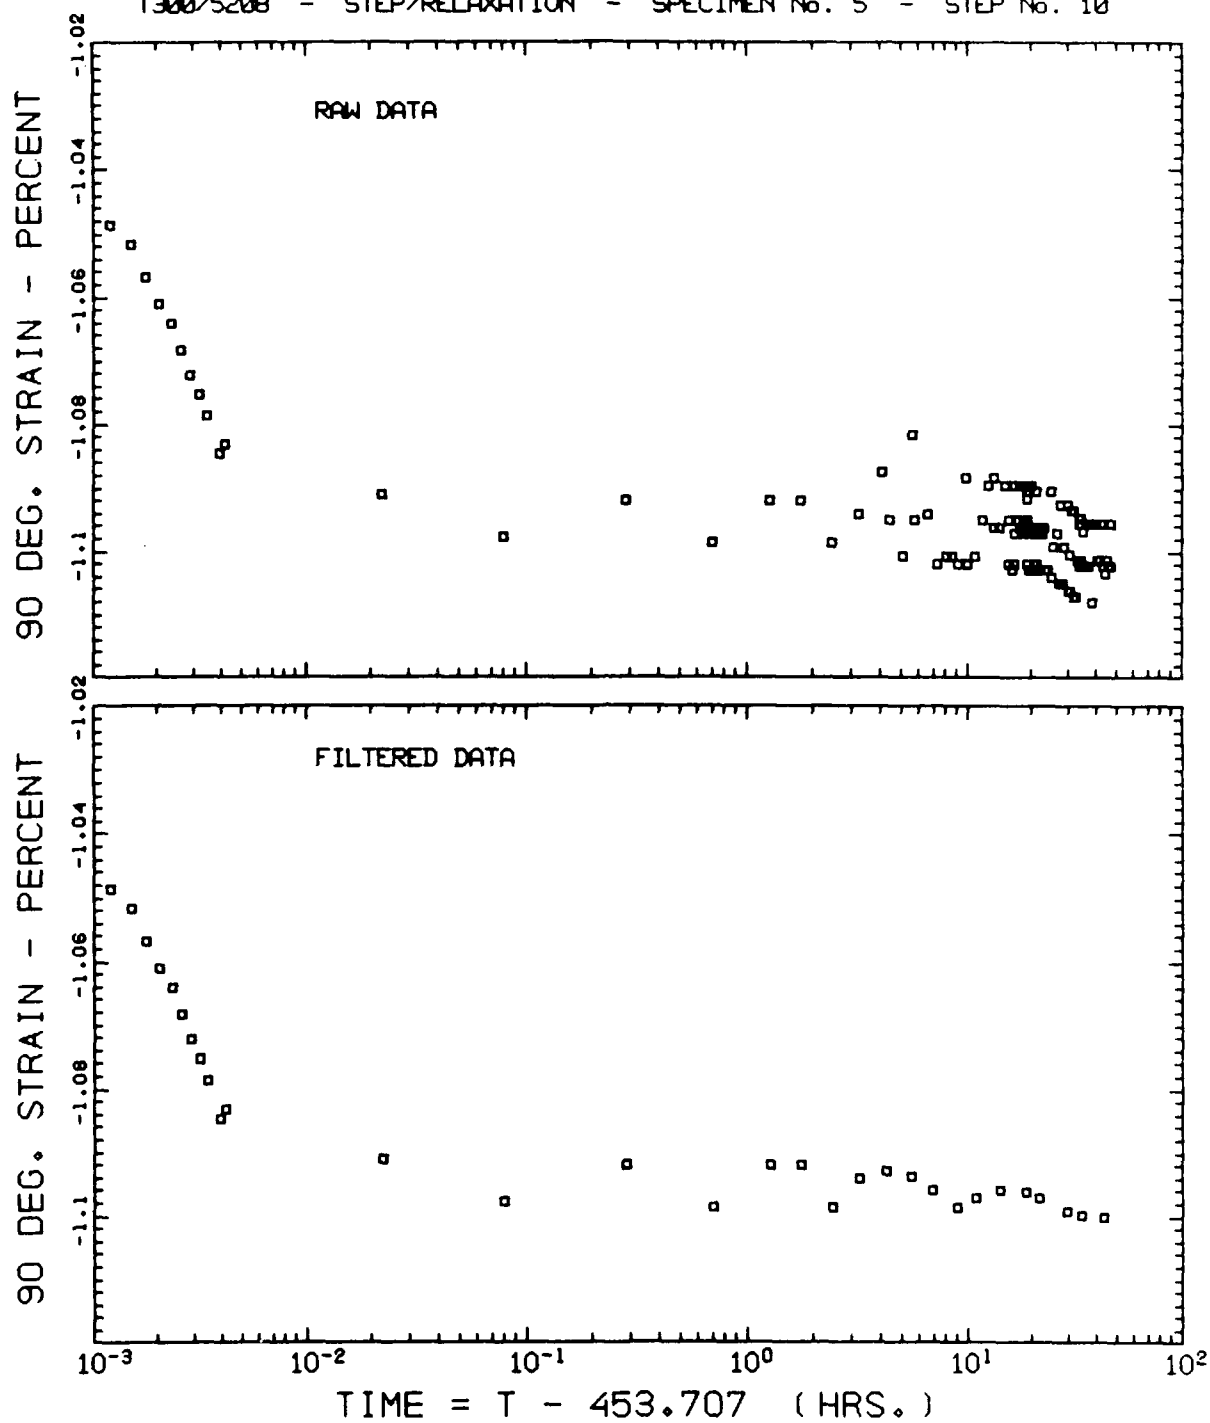 T300/5208 - STEP/RELAXATION - SPECIMEN No. 5 - STEP No. 10
-1.02
RAW DATA
-1.04
-1.06
-1.08
-1.1
90 DEG. STRAIN - PERCENT
-1.02
FILTERED DATA
-1.04
-1.06
-1.08
-1.1
90 DEG. STRAIN - PERCENT
10⁻³ 10⁻² 10⁻¹ 10⁰ 10¹ 10²
TIME = T - 453.707 (HRS.)